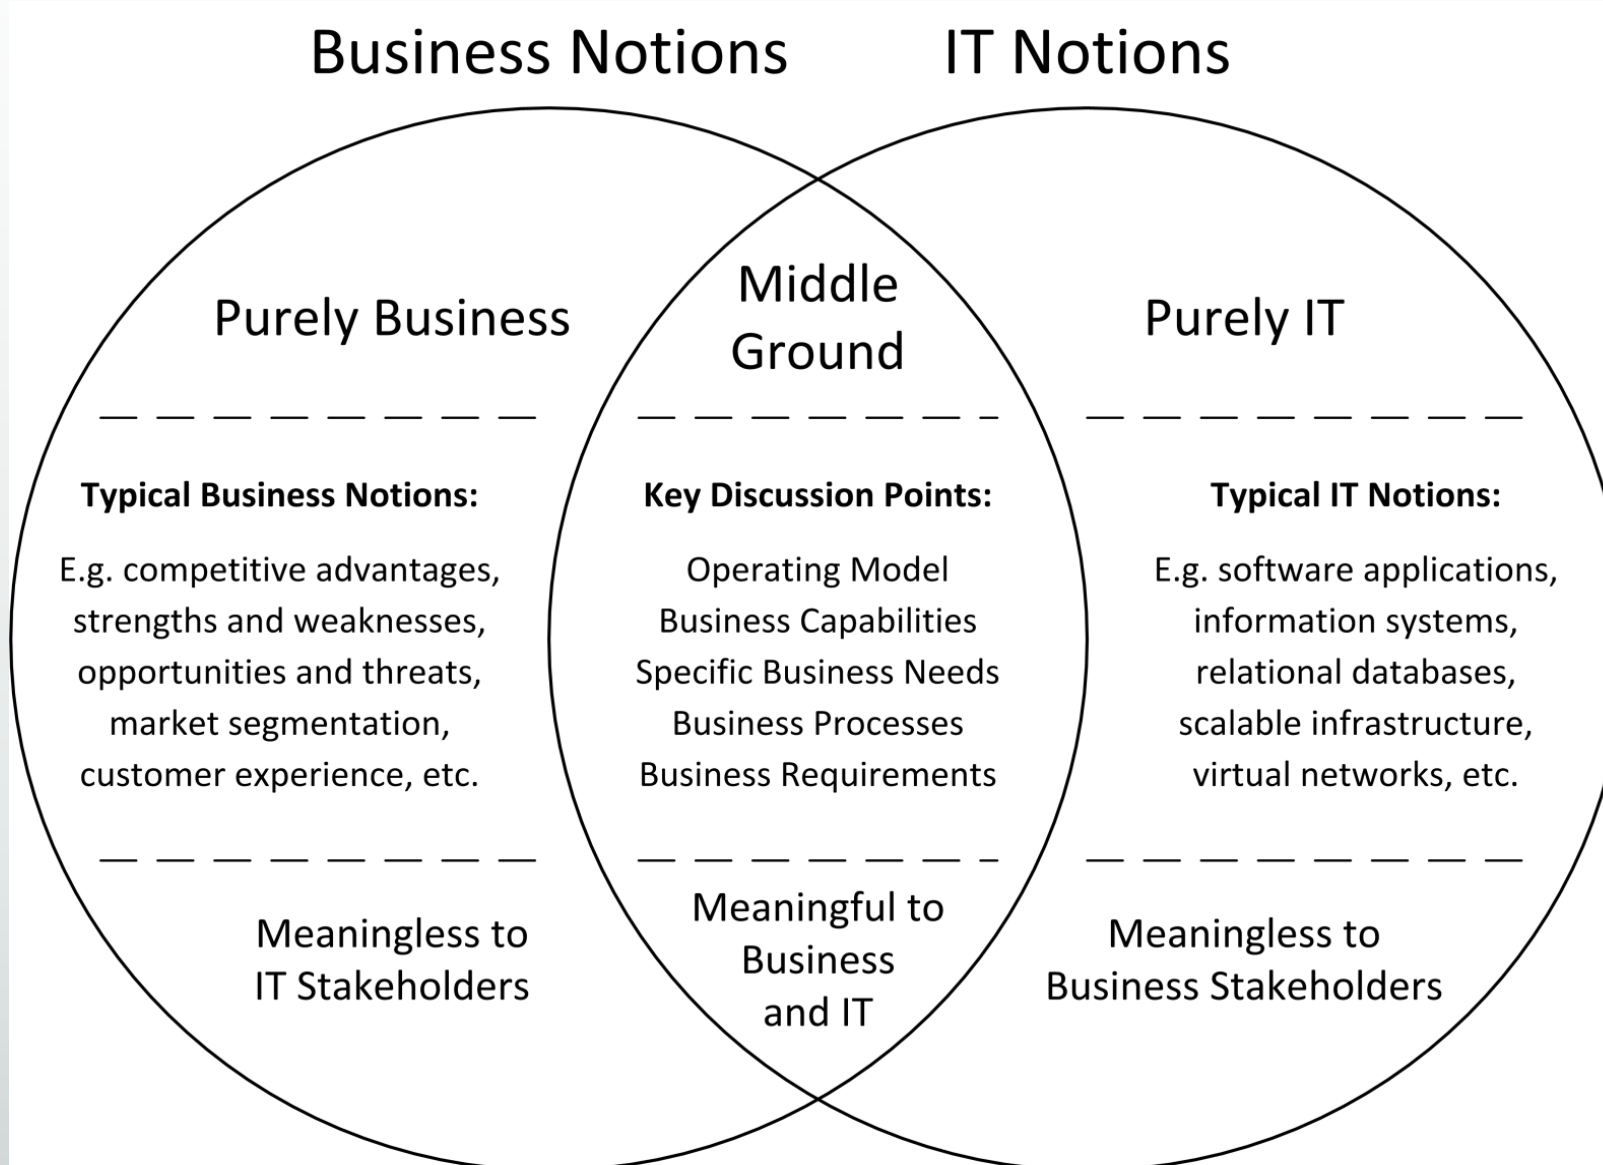 Business Notions
IT Notions
Purely Business
Middle
Ground
Purely IT
Typical Business Notions:
E.g. competitive advantages,
strengths and weaknesses,
opportunities and threats,
market segmentation,
customer experience, etc.
Key Discussion Points:
Operating Model
Business Capabilities
Specific Business Needs
Business Processes
Business Requirements
Typical IT Notions:
E.g. software applications,
information systems,
relational databases,
scalable infrastructure,
virtual networks, etc.
Meaningless to
IT Stakeholders
Meaningful to
Business
and IT
Meaningless to
Business Stakeholders